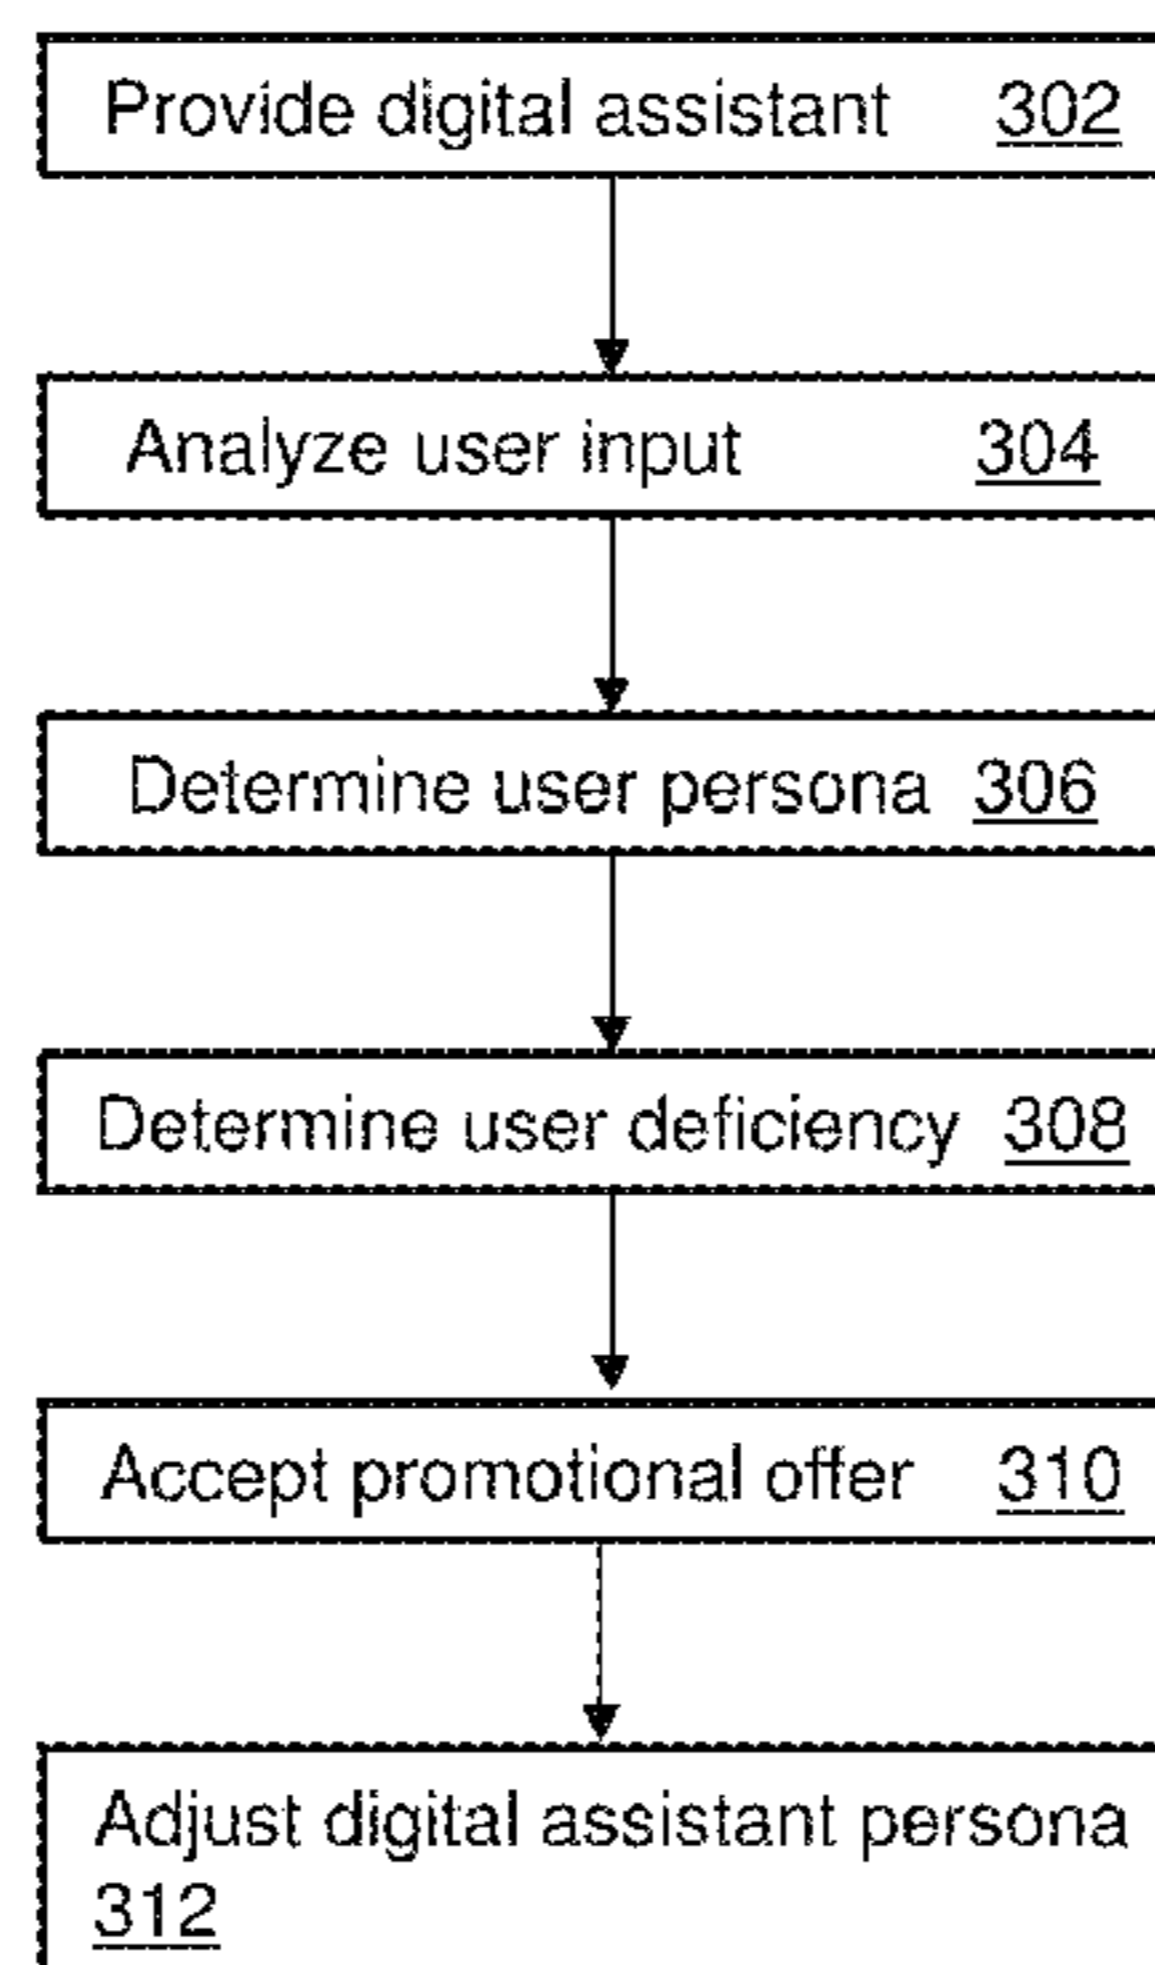 Provide digital assistant 302
Analyze user input 304
Determine user persona 306
Determine user deficiency 308
Accept promotional offer 310
Adjust digital assistant persona
312